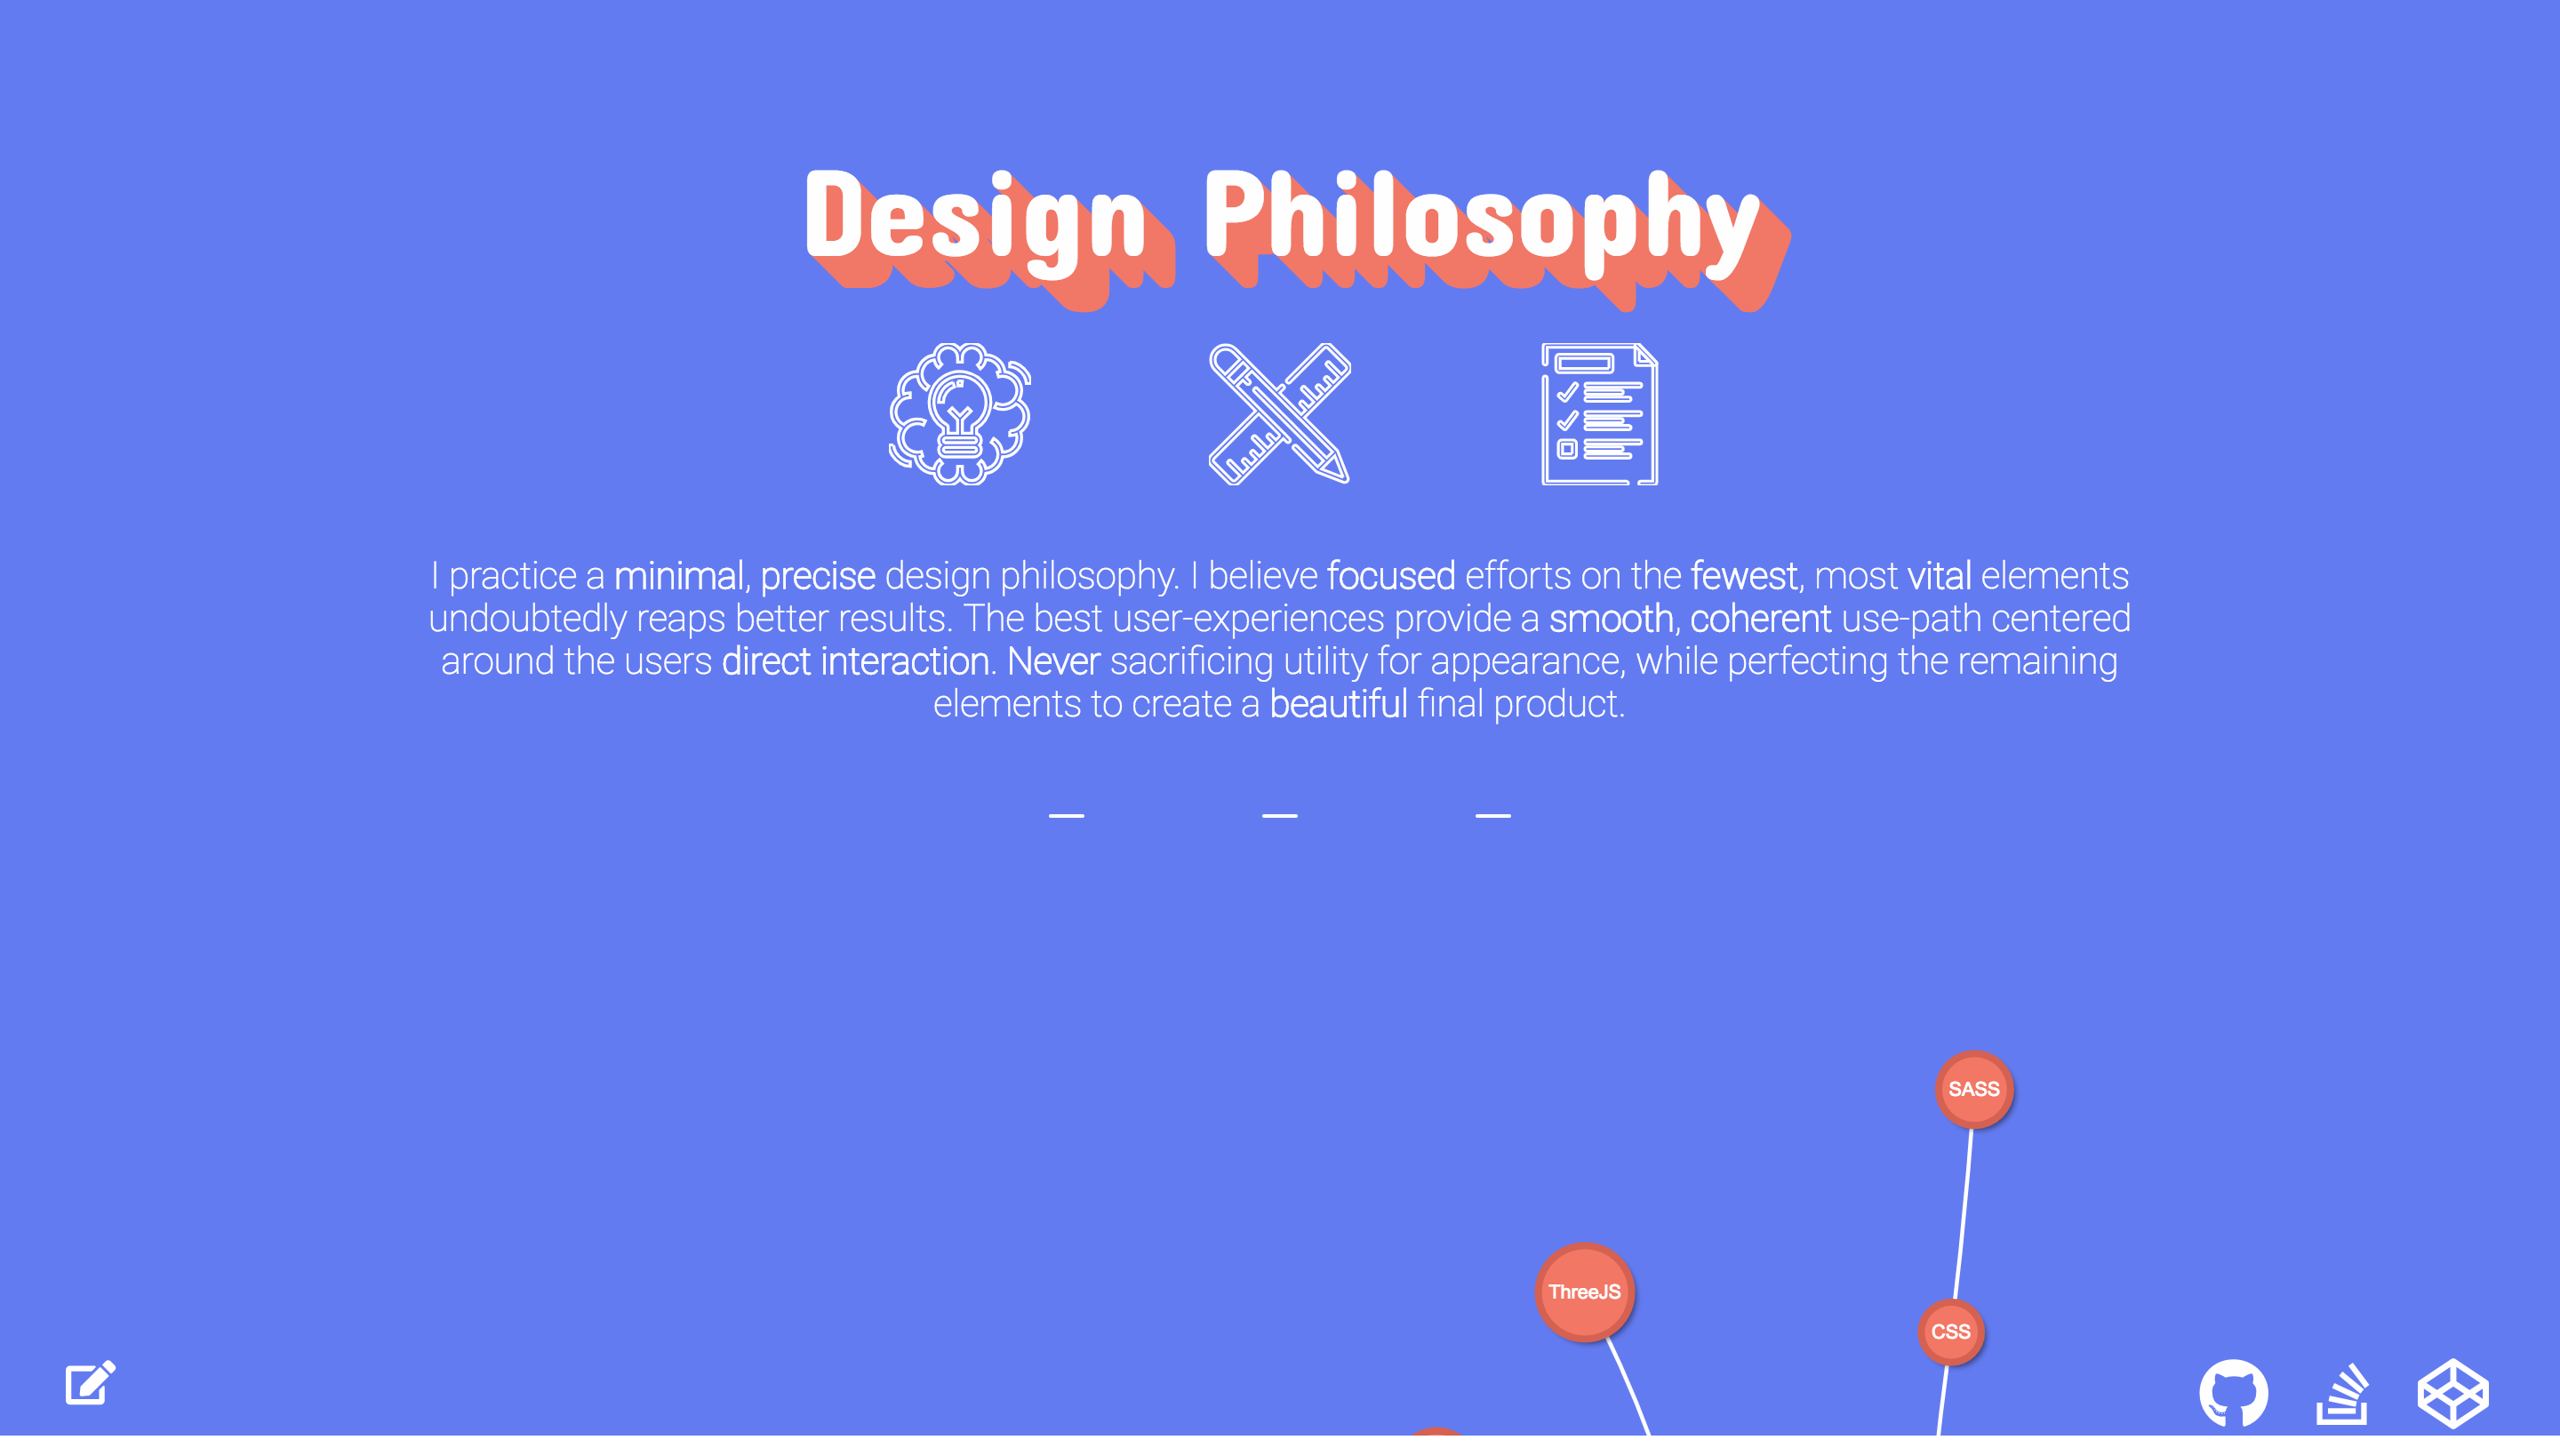 Design Philosophy
I practice a minimal, precise design philosophy. I believe focused efforts on the fewest, most vital elements
undoubtedly reaps better results. The best user-experiences provide a smooth, coherent use-path centered
around the users direct interaction. Never sacrificing utility for appearance, while perfecting the remaining
elements to create a beautiful final product.
SASS
ThreeJS
CSS